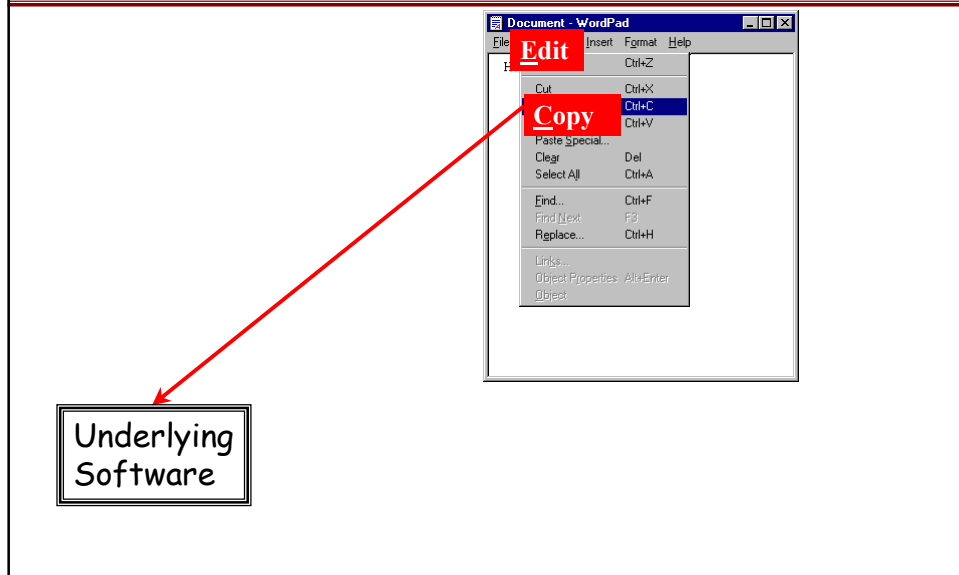 Document - WordPad
File Edit Insert Format Help
H Ctrl+Z
Cut Ctrl+X
Copy Ctrl+C
Ctrl+V
Paste Special...
Clear Del
Select All Ctrl+A
Find... Ctrl+F
Find Next F3
Replace... Ctrl+H
Links...
Object Properties Alt+Enter
Object
Underlying
Software